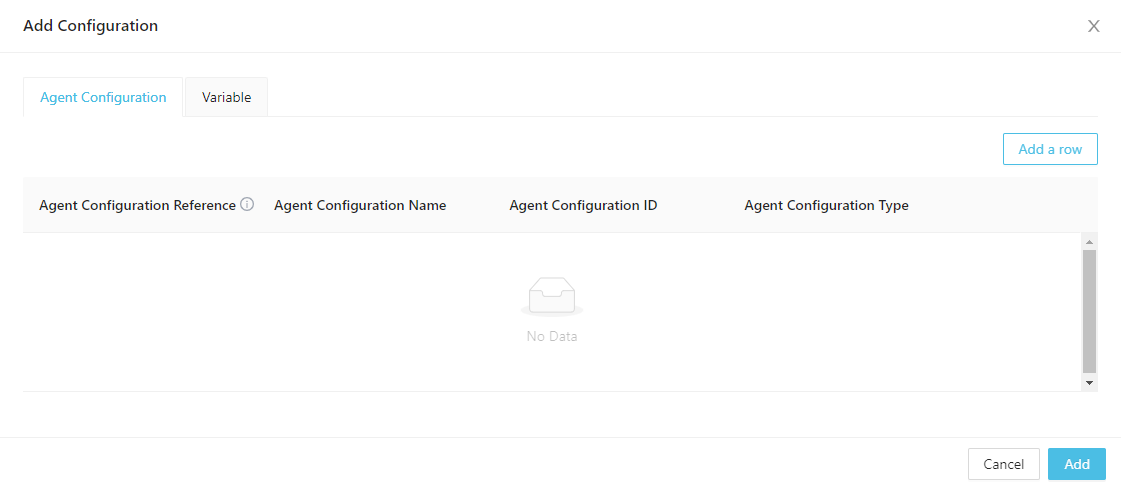 Add Configuration
Agent Configuration
Variable
Add a row
Agent Configuration Reference
Agent Configuration Name
Agent Configuration ID
Agent Configuration Type
No Data
Cancel
Add